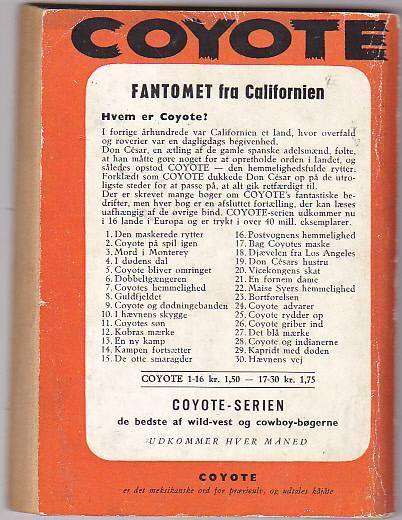 COYOTE
FANTOMET fra Californien
Hvem er Coyote?
I forrige århundrede var Californien et land, hvor overfald
og røverier var en dagligdags begivenhed.
Don César, en ætling af de gamle spanske adelsmænd, følte,
at han måtte gøre noget for at opretholde orden i landet, og
således opstod COYOTE — den hemmelighedsfulde rytter.
Forklædt som COYOTE dukkede Don César op på de utro-
ligste steder for at passe på, at alt gik retfærdigt til.
Der er skrevet mange bøger om COYOTE's fantastiske be-
drifter, men hver bog er en afsluttet fortælling, der kan læses
uafhængig af de øvrige bind. COYOTE-serien udkommer nu
i 16 lande i Europa og er trykt i over 40 mill. eksemplarer.
1. Den maskerede rytter
2. Coyote på spil igen
3. Mord i Monterey
4. I dødens dal
5. Coyote bliver omringet
6. Dobbeltgængeren
7. Coyotes hemmelighed
8. Guldfjeldet
9. Coyote og dødningebanden
10. I hævnens skygge
11. Coyotes søn
12. Kobras mærke
13. En ny kamp
14. Kampen fortsætter
15. De otte smaragder
16. Postvognens hemmelighed
17. Bag Coyotes maske
18. Djævelen fra Los Angeles
19. Don Césars hustru
20. Vicekongens skat
21. En fornem dame
22. Maise Syers hemmelighed
23. Bortførelsen
24. Coyote advarer
25. Coyote rydder op
26. Coyote griber ind
27. Det blå mærke
28. Coyote og indianerne
29. Kapridt med døden
30. Hævnens vej
COYOTE 1-16 kr. 1,50 — 17-30 kr. 1,75
COYOTE-SERIEN
de bedste af wild-vest og cowboy-bøgerne
UDKOMMER HVER MÅNED
COYOTE
er det meksikanske ord for præriulv, og udtales kåjåte